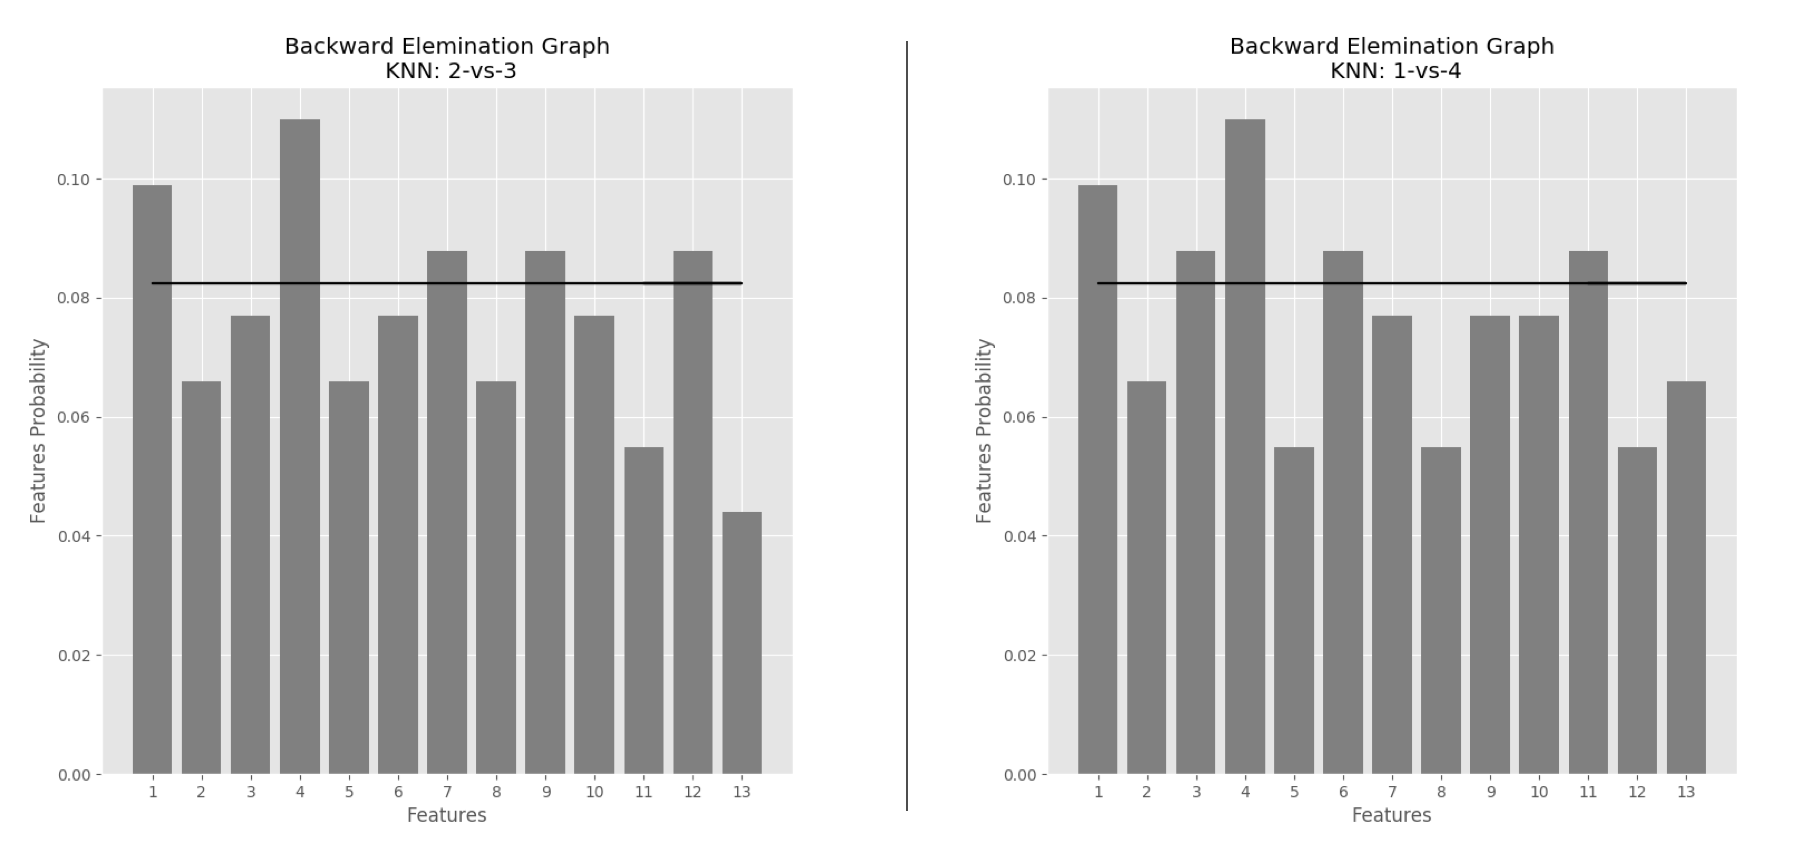 Backward Elemination Graph
KNN: 2-vs-3
0.10
0.08
0.06
0.04
0.02
0.00
Features Probability
1 2 3 4 5 6 7 8 9 10 11 12 13
Features
Backward Elemination Graph
KNN: 1-vs-4
0.10
0.08
0.06
0.04
0.02
0.00
Features Probability
1 2 3 4 5 6 7 8 9 10 11 12 13
Features